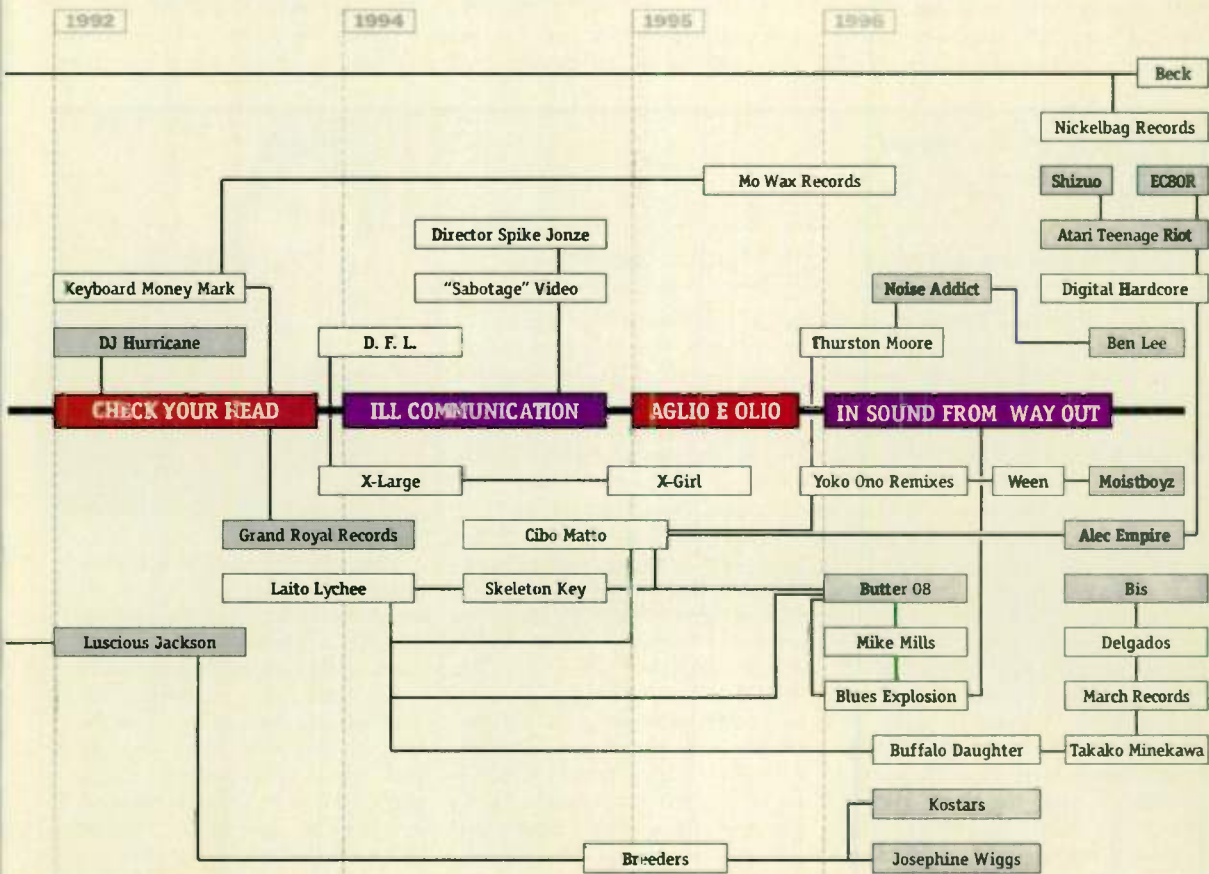 1992 1994 1995 1996
Beck
Nickelbag Records
Mo Wax Records
Shizuo
EC8OR
Director Spike Jonze
Atari Teenage Riot
Keyboard Money Mark
"Sabotage" Video
Noise Addict
Digital Hardcore
DJ Hurricane
D. F. L.
Thurston Moore
Ben Lee
CHECK YOUR HEAD
ILL COMMUNICATION
AGLIO E OLIO
IN SOUND FROM WAY OUT
X-Large
X-Girl
Yoko Ono Remixes
Ween
Moistboyz
Grand Royal Records
Cibo Matto
Alec Empire
Laito Lychee
Skeleton Key
Butter 08
Bis
Luscious Jackson
Mike Mills
Delgados
Blues Explosion
March Records
Buffalo Daughter
Takako Minekawa
Kostars
Breeders
Josephine Wiggs